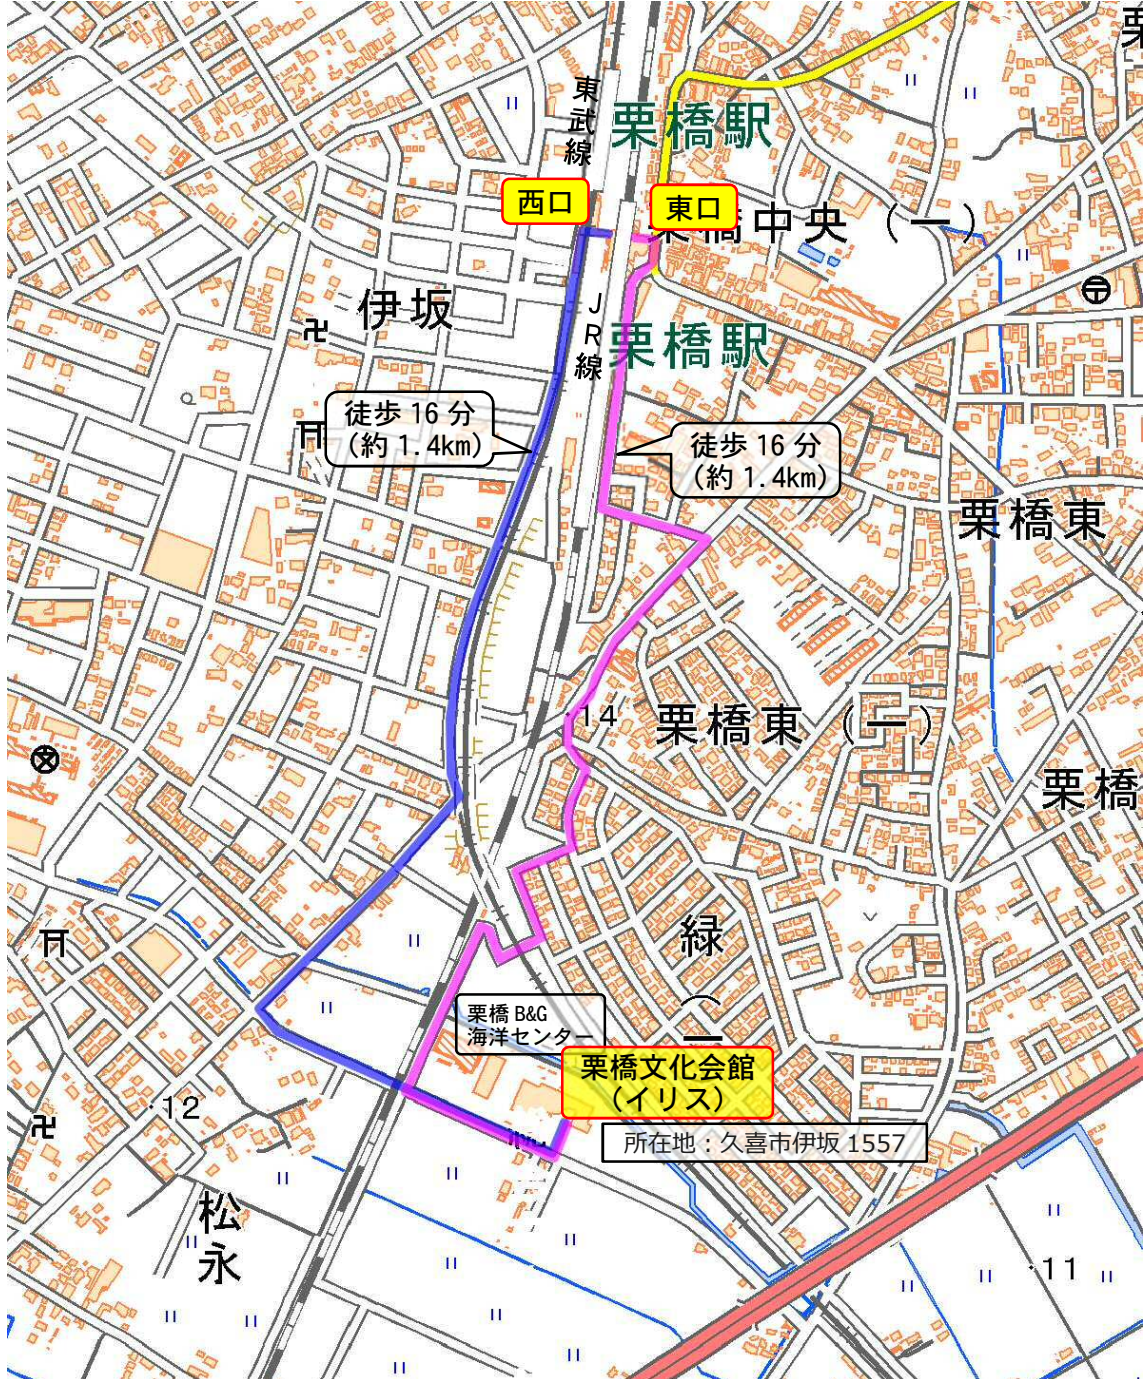 栗
東武線
栗橋駅
西口
東口
栗橋中央（一）
伊坂
JR線
栗橋駅
徒歩 16 分
(約 1.4km)
徒歩 16 分
(約 1.4km)
栗橋東
・14
栗橋東（一）
栗橋
緑（一）
栗橋 B&G
海洋センター
栗橋文化会館
（イリス）
・12
所在地：久喜市伊坂 1557
松永
・11